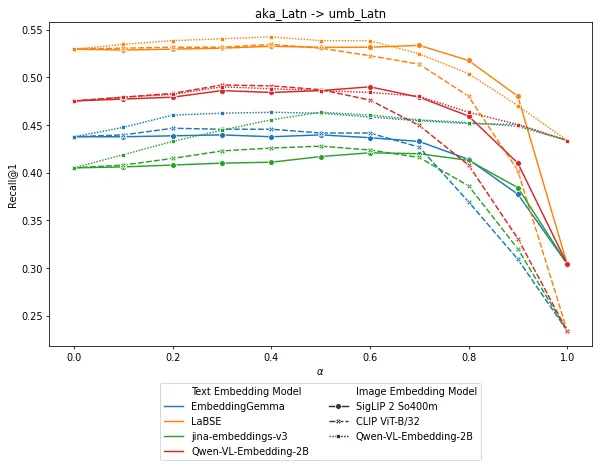 aka_Latn -> umb_Latn
0.55
0.50
0.45
0.40
0.35
0.30
0.25
Recall@1
0.0 0.2 0.4 0.6 0.8 1.0
α
Text Embedding Model Image Embedding Model
EmbeddingGemma SigLIP 2 So400m
LaBSE CLIP ViT-B/32
jina-embeddings-v3 Qwen-VL-Embedding-2B
Qwen-VL-Embedding-2B